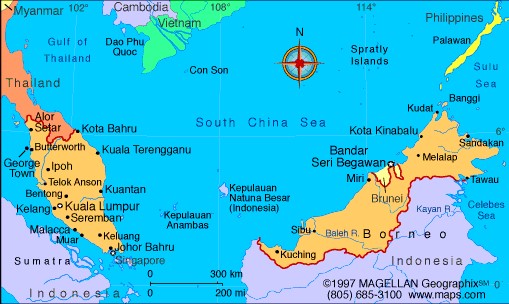 Myanmar
102°
Cambodia
Vietnam
114°
Philippines
Gulf of
Thailand
Dao Phu
Quoc
N
Palawan
Spratly
Islands
Con Son
Sulu
Sea
Thailand
Banggi
Kudat
Alor
Setar
Kota Bahru
South China Sea
Kota Kinabalu
6°
Sandakan
Butterworth
Kuala Terengganu
Bandar
Seri Begawan
Melalap
George
Town
Ipoh
Miri
Tawau
Telok Anson
Kuantan
Brunei
Bentong
Kepulauan
Natuna Besar
(Indonesia)
Kayan R.
Celebes
Sea
Kelang
Kuala Lumpur
Seremban
Kepulauan
Anambas
Sibu
Baleh R.
Borneo
Malacca
Keluang
Muar
Johor Bahru
Kuching
Sumatra
Singapore
Indonesia
0 300 km
0 200 mi
Indonesia
©1997 MAGELLAN Geographix℠
(805) 685-3100 www.maps.com
0°